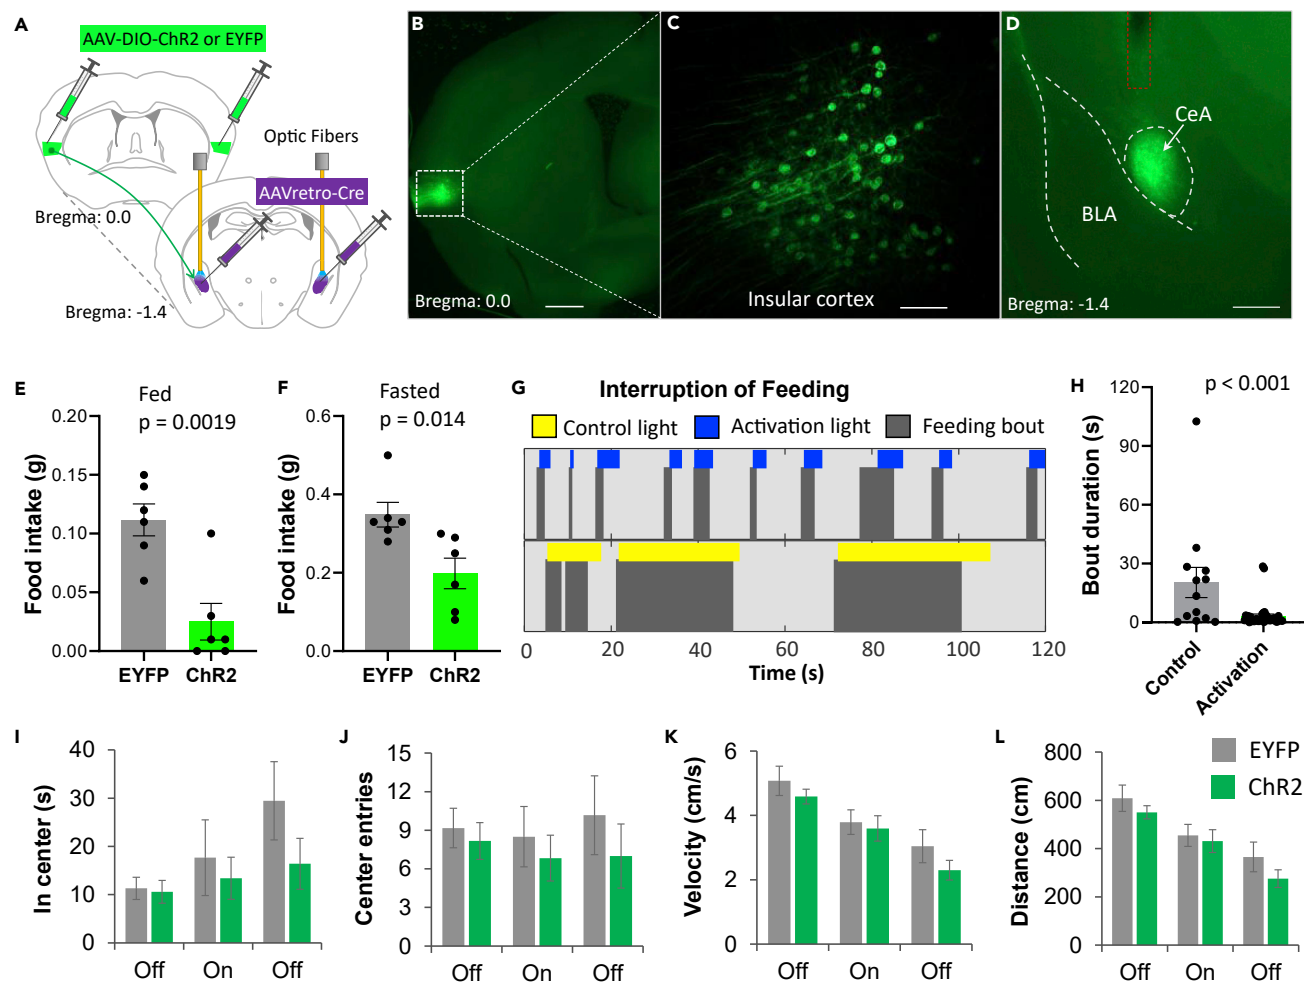 A
AAV-DIO-ChR2 or EYFP
Optic Fibers
AAVretro-Cre
Bregma: 0.0
Bregma: -1.4
B
Bregma: 0.0
C
Insular cortex
D
CeA
BLA
Bregma: -1.4
E
Fed
p = 0.0019
Food intake (g)
0.20
0.15
0.10
0.05
0.00
EYFP
ChR2
F
Fasted
p = 0.014
Food intake (g)
0.6
0.4
0.2
0.0
EYFP
ChR2
G
Interruption of Feeding
Control light
Activation light
Feeding bout
0
20
40
60
80
100
120
Time (s)
H
p < 0.001
Bout duration (s)
120
90
60
30
0
Control
Activation
I
In center (s)
40
30
20
10
0
Off
On
Off
J
Center entries
15
12
9
6
3
0
Off
On
Off
K
Velocity (cm/s)
6
4
2
0
Off
On
Off
L
Distance (cm)
800
600
400
200
0
Off
On
Off
EYFP
ChR2